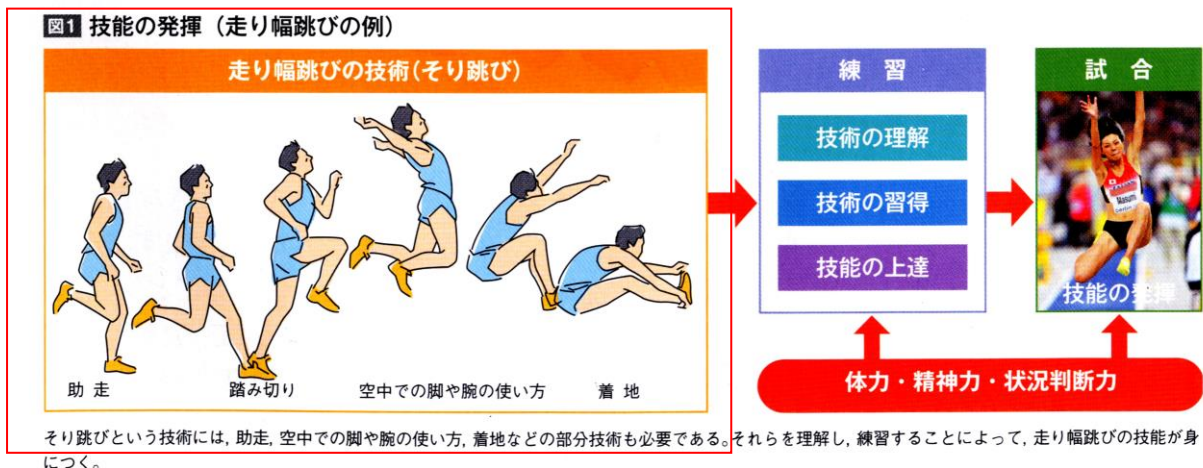 図1 技能の発揮（走り幅跳びの例）
走り幅跳びの技術（そり跳び）
助走
踏み切り
空中での脚や腕の使い方
着地
練習
技術の理解
技術の習得
技能の上達
試合
Masumi
技能の発揮
体力・精神力・状況判断力
そり跳びという技術には，助走，空中での脚や腕の使い方，着地などの部分技術も必要である。それらを理解し，練習することによって，走り幅跳びの技能が身
につく。